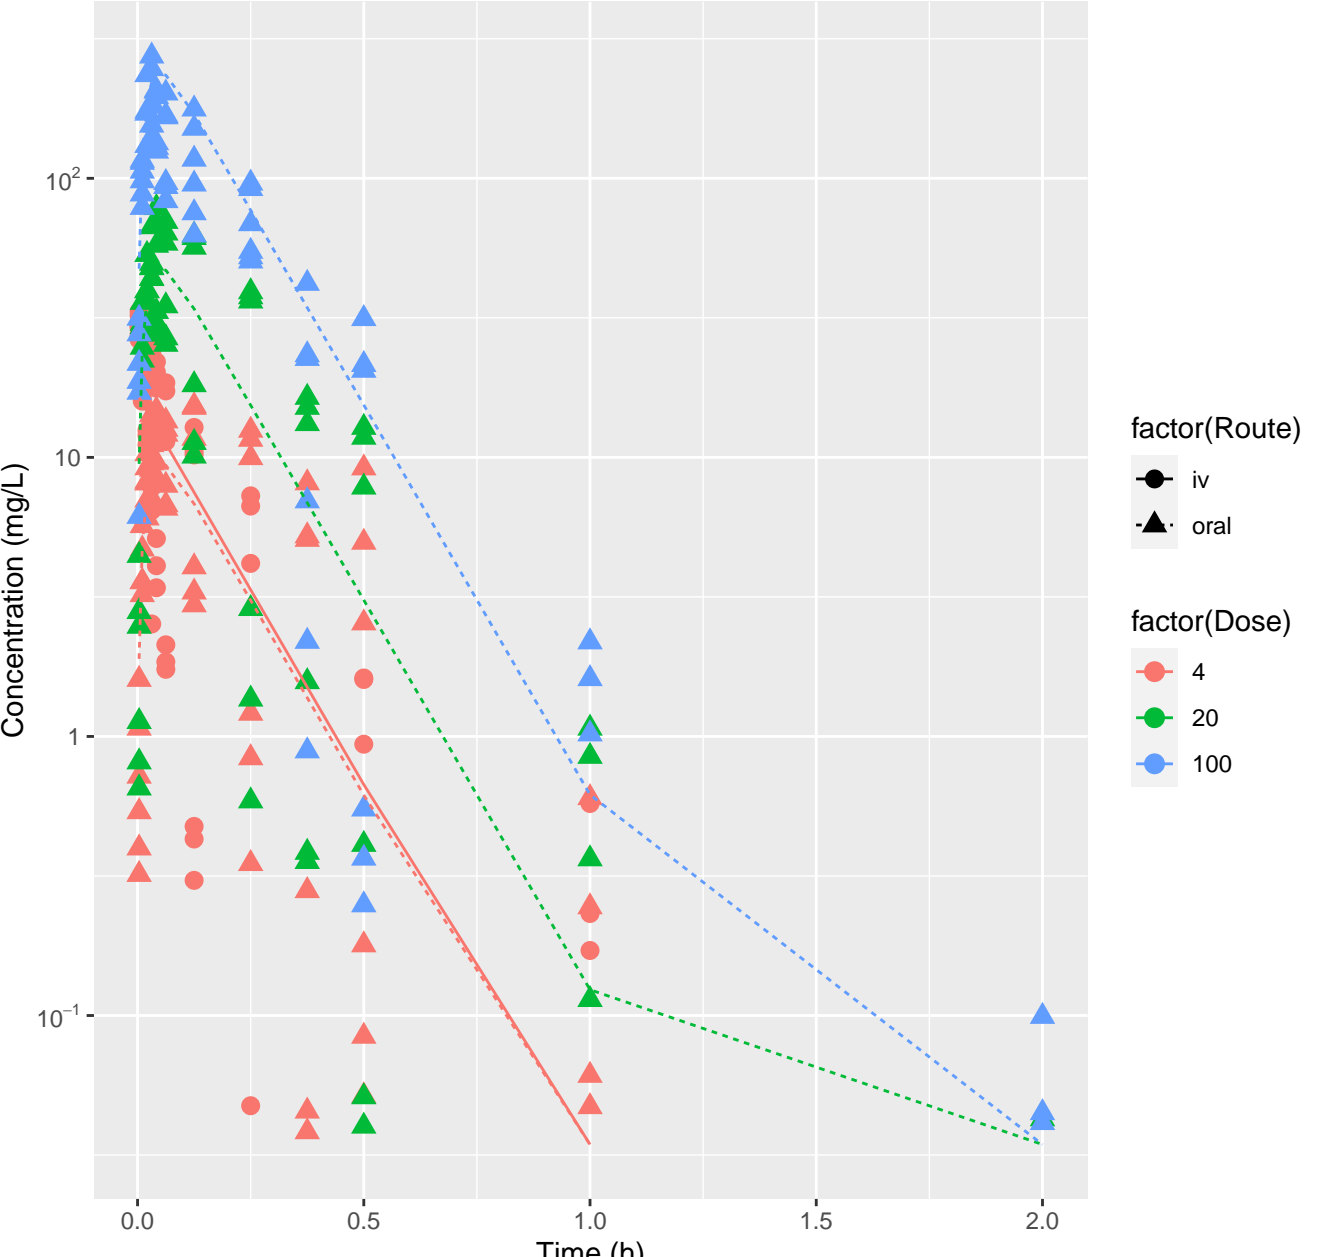 Concentration (mg/L)
10²
10
1
10⁻¹
0.0 0.5 1.0 1.5 2.0
Time (h)
factor(Route)
iv
oral
factor(Dose)
4
20
100